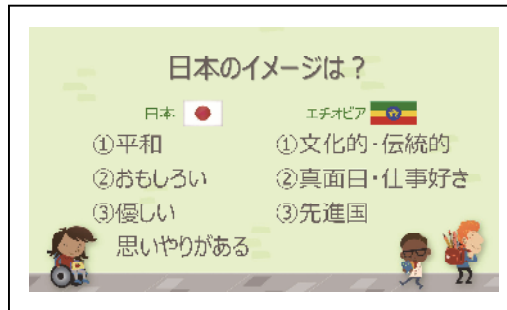 日本のイメージは？
日本
①平和
②おもしろい
③優しい
思いやりがある
エチオピア
①文化的・伝統的
②真面目・仕事好き
③先進国